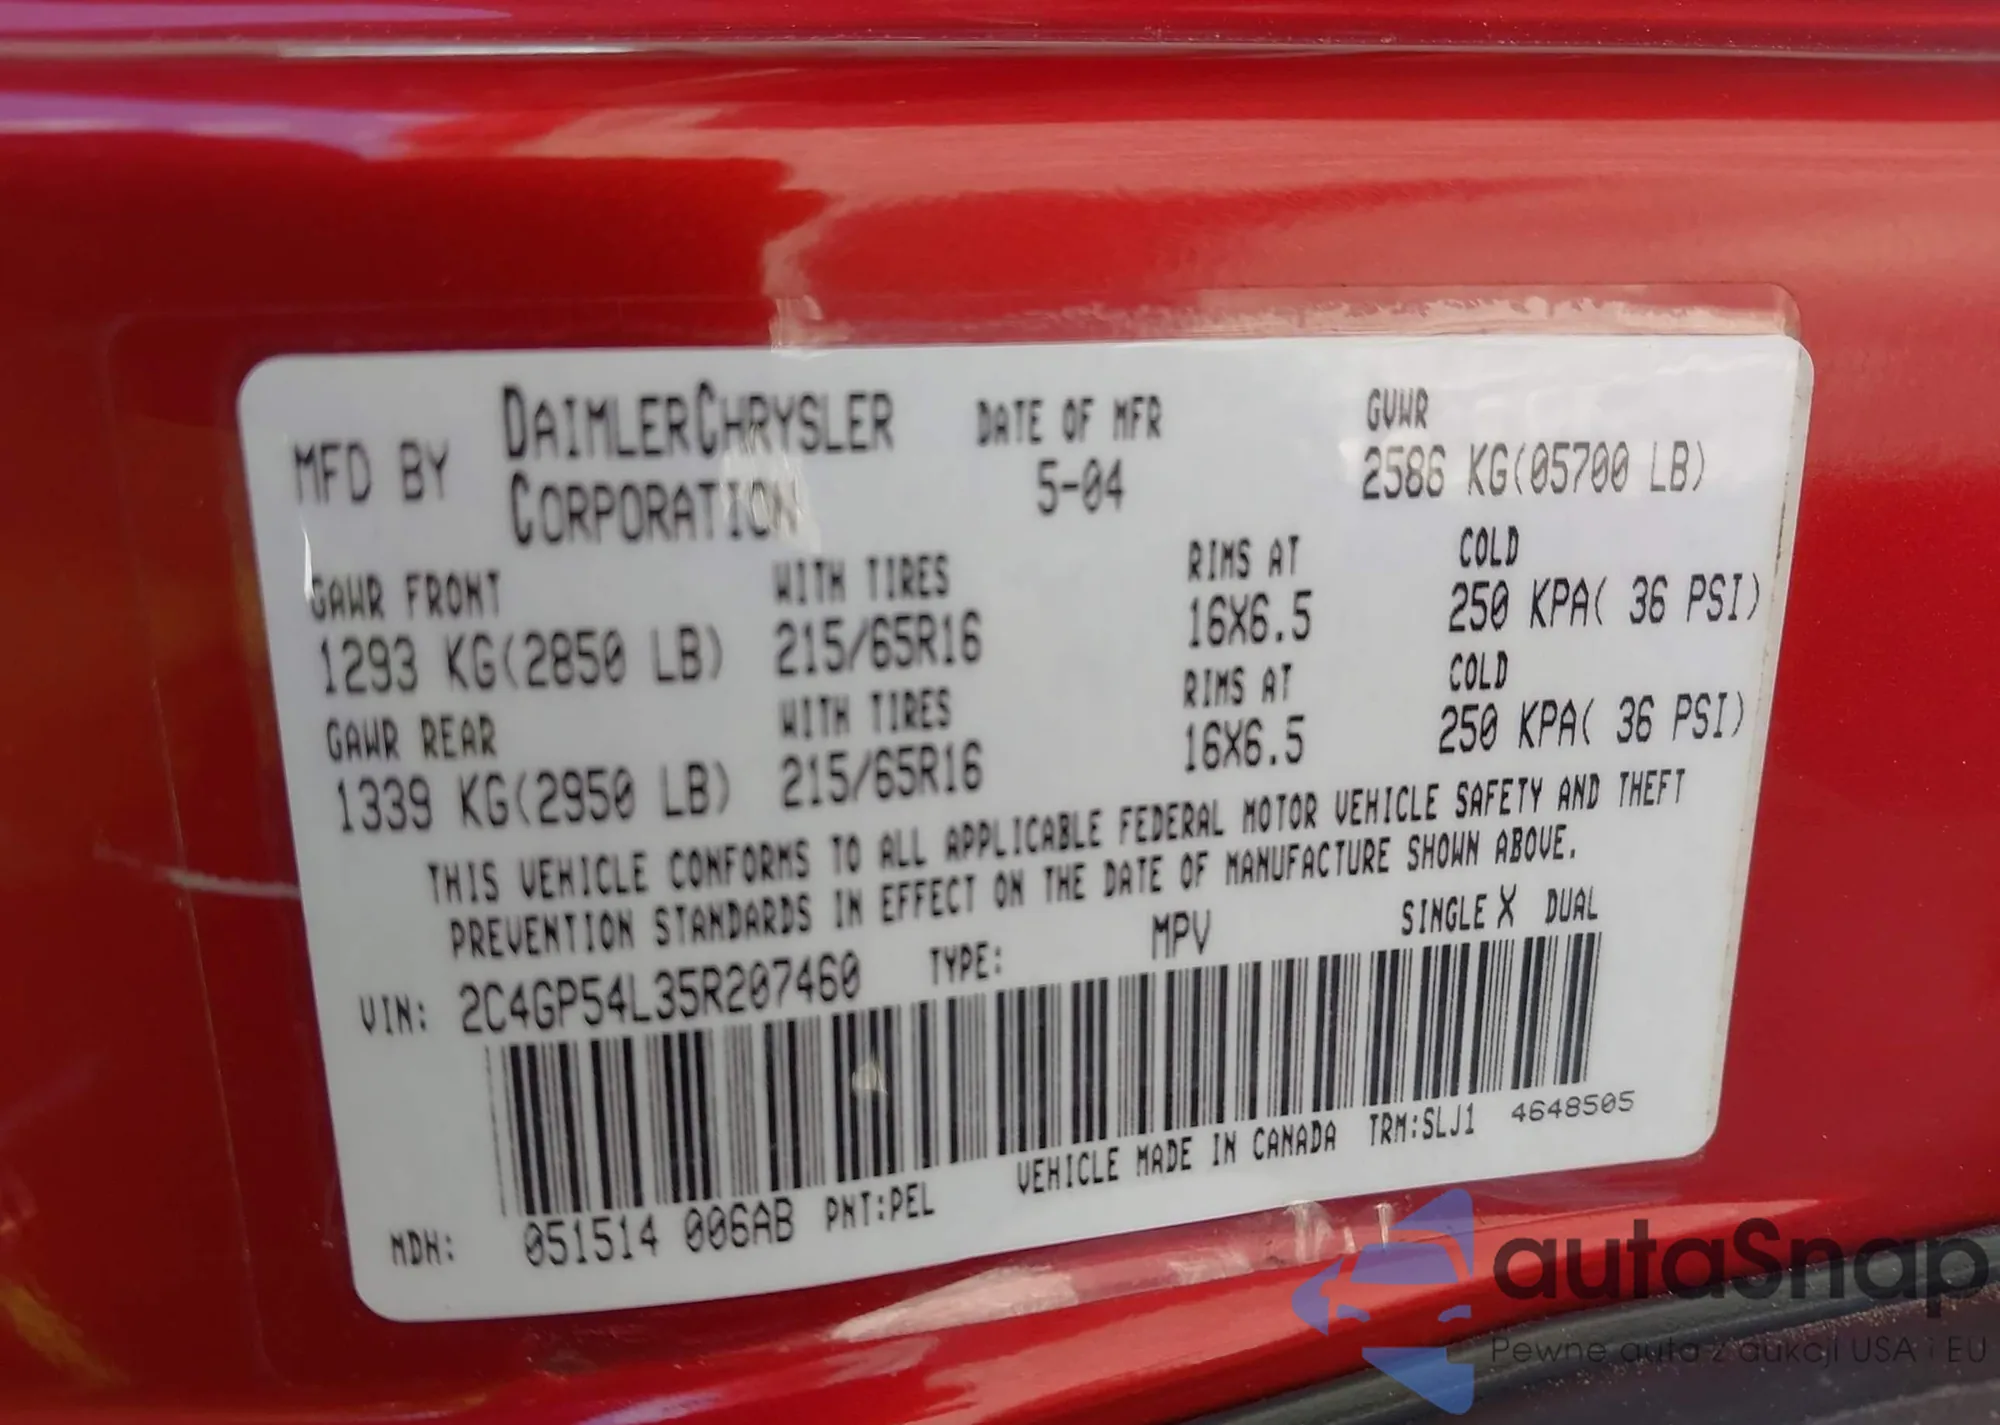 MFD BY DAIMLERCHRYSLER CORPORATION DATE OF MFR 5-04 GVWR 2586 KG(05700 LB)
GAWR FRONT WITH TIRES RIMS AT COLD
1293 KG(2850 LB) 215/65R16 16X6.5 250 KPA( 36 PSI)
GAWR REAR WITH TIRES RIMS AT COLD
1339 KG(2950 LB) 215/65R16 16X6.5 250 KPA( 36 PSI)
THIS VEHICLE CONFORMS TO ALL APPLICABLE FEDERAL MOTOR VEHICLE SAFETY AND THEFT
PREVENTION STANDARDS IN EFFECT ON THE DATE OF MANUFACTURE SHOWN ABOVE.
VIN: 2C4GP54L35R207460 TYPE: MPV SINGLE X DUAL
MDH: 051514 006AB PNT:PEL VEHICLE MADE IN CANADA TRM:SLJ1 4648505
autaSnap
Pewne auta z aukcji USA i EU